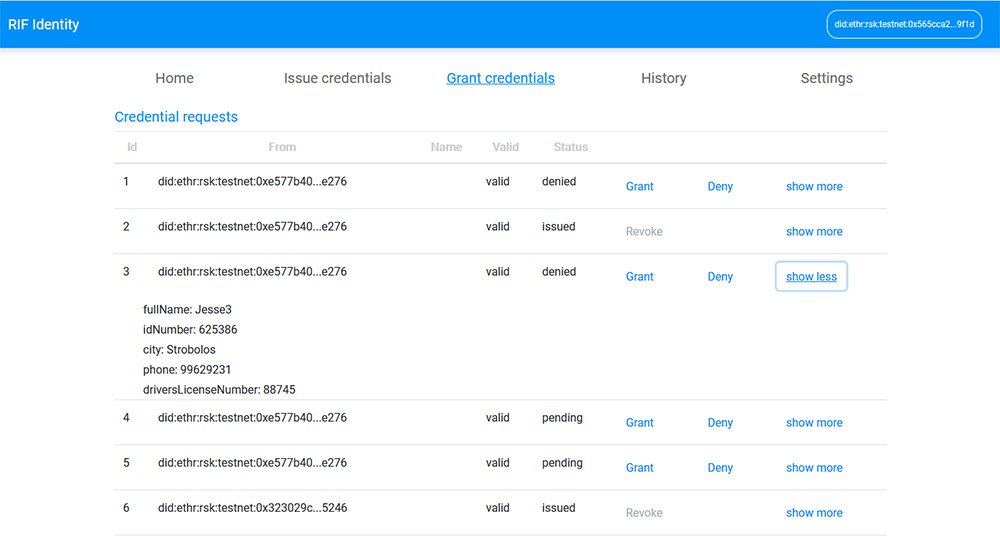 RIF Identity did:ethr:rsk:testnet:0x565cca2...9f1d
Home Issue credentials Grant credentials History Settings
Credential requests
Id From Name Valid Status
1 did:ethr:rsk:testnet:0xe577b40...e276 valid denied Grant Deny show more
2 did:ethr:rsk:testnet:0xe577b40...e276 valid issued Revoke show more
3 did:ethr:rsk:testnet:0xe577b40...e276 valid denied Grant Deny show less
fullName: Jesse3
idNumber: 625386
city: Strobolos
phone: 99629231
driversLicenseNumber: 88745
4 did:ethr:rsk:testnet:0xe577b40...e276 valid pending Grant Deny show more
5 did:ethr:rsk:testnet:0xe577b40...e276 valid pending Grant Deny show more
6 did:ethr:rsk:testnet:0x323029c...5246 valid issued Revoke show more